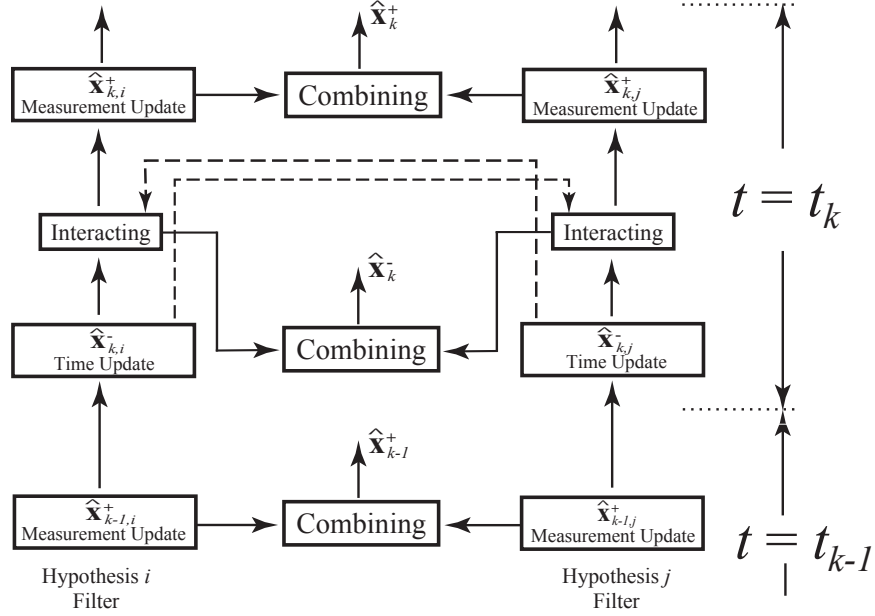 x̂⁺ₖ
x̂⁺ₖ,ᵢ
Measurement Update
Combining
x̂⁺ₖ,ⱼ
Measurement Update
t = tₖ
Interacting
Interacting
x̂⁻ₖ
x̂⁻ₖ,ᵢ
Time Update
Combining
x̂⁻ₖ,ⱼ
Time Update
x̂⁺ₖ₋₁
x̂⁺ₖ₋₁,ᵢ
Measurement Update
Combining
x̂⁺ₖ₋₁,ⱼ
Measurement Update
t = tₖ₋₁
Hypothesis i
Filter
Hypothesis j
Filter